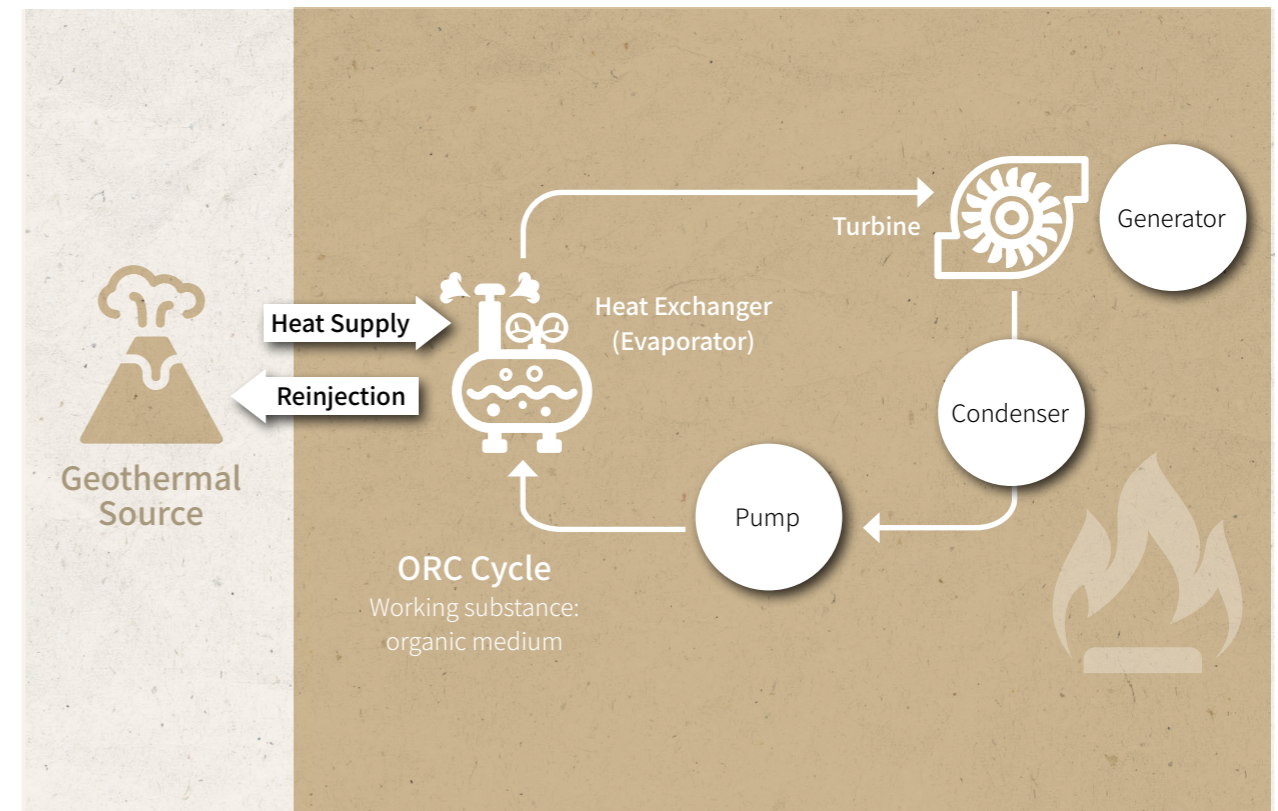 Generator
Turbine
Heat Exchanger
(Evaporator)
Heat Supply
Reinjection
Condenser
Geothermal
Source
Pump
ORC Cycle
Working substance:
organic medium